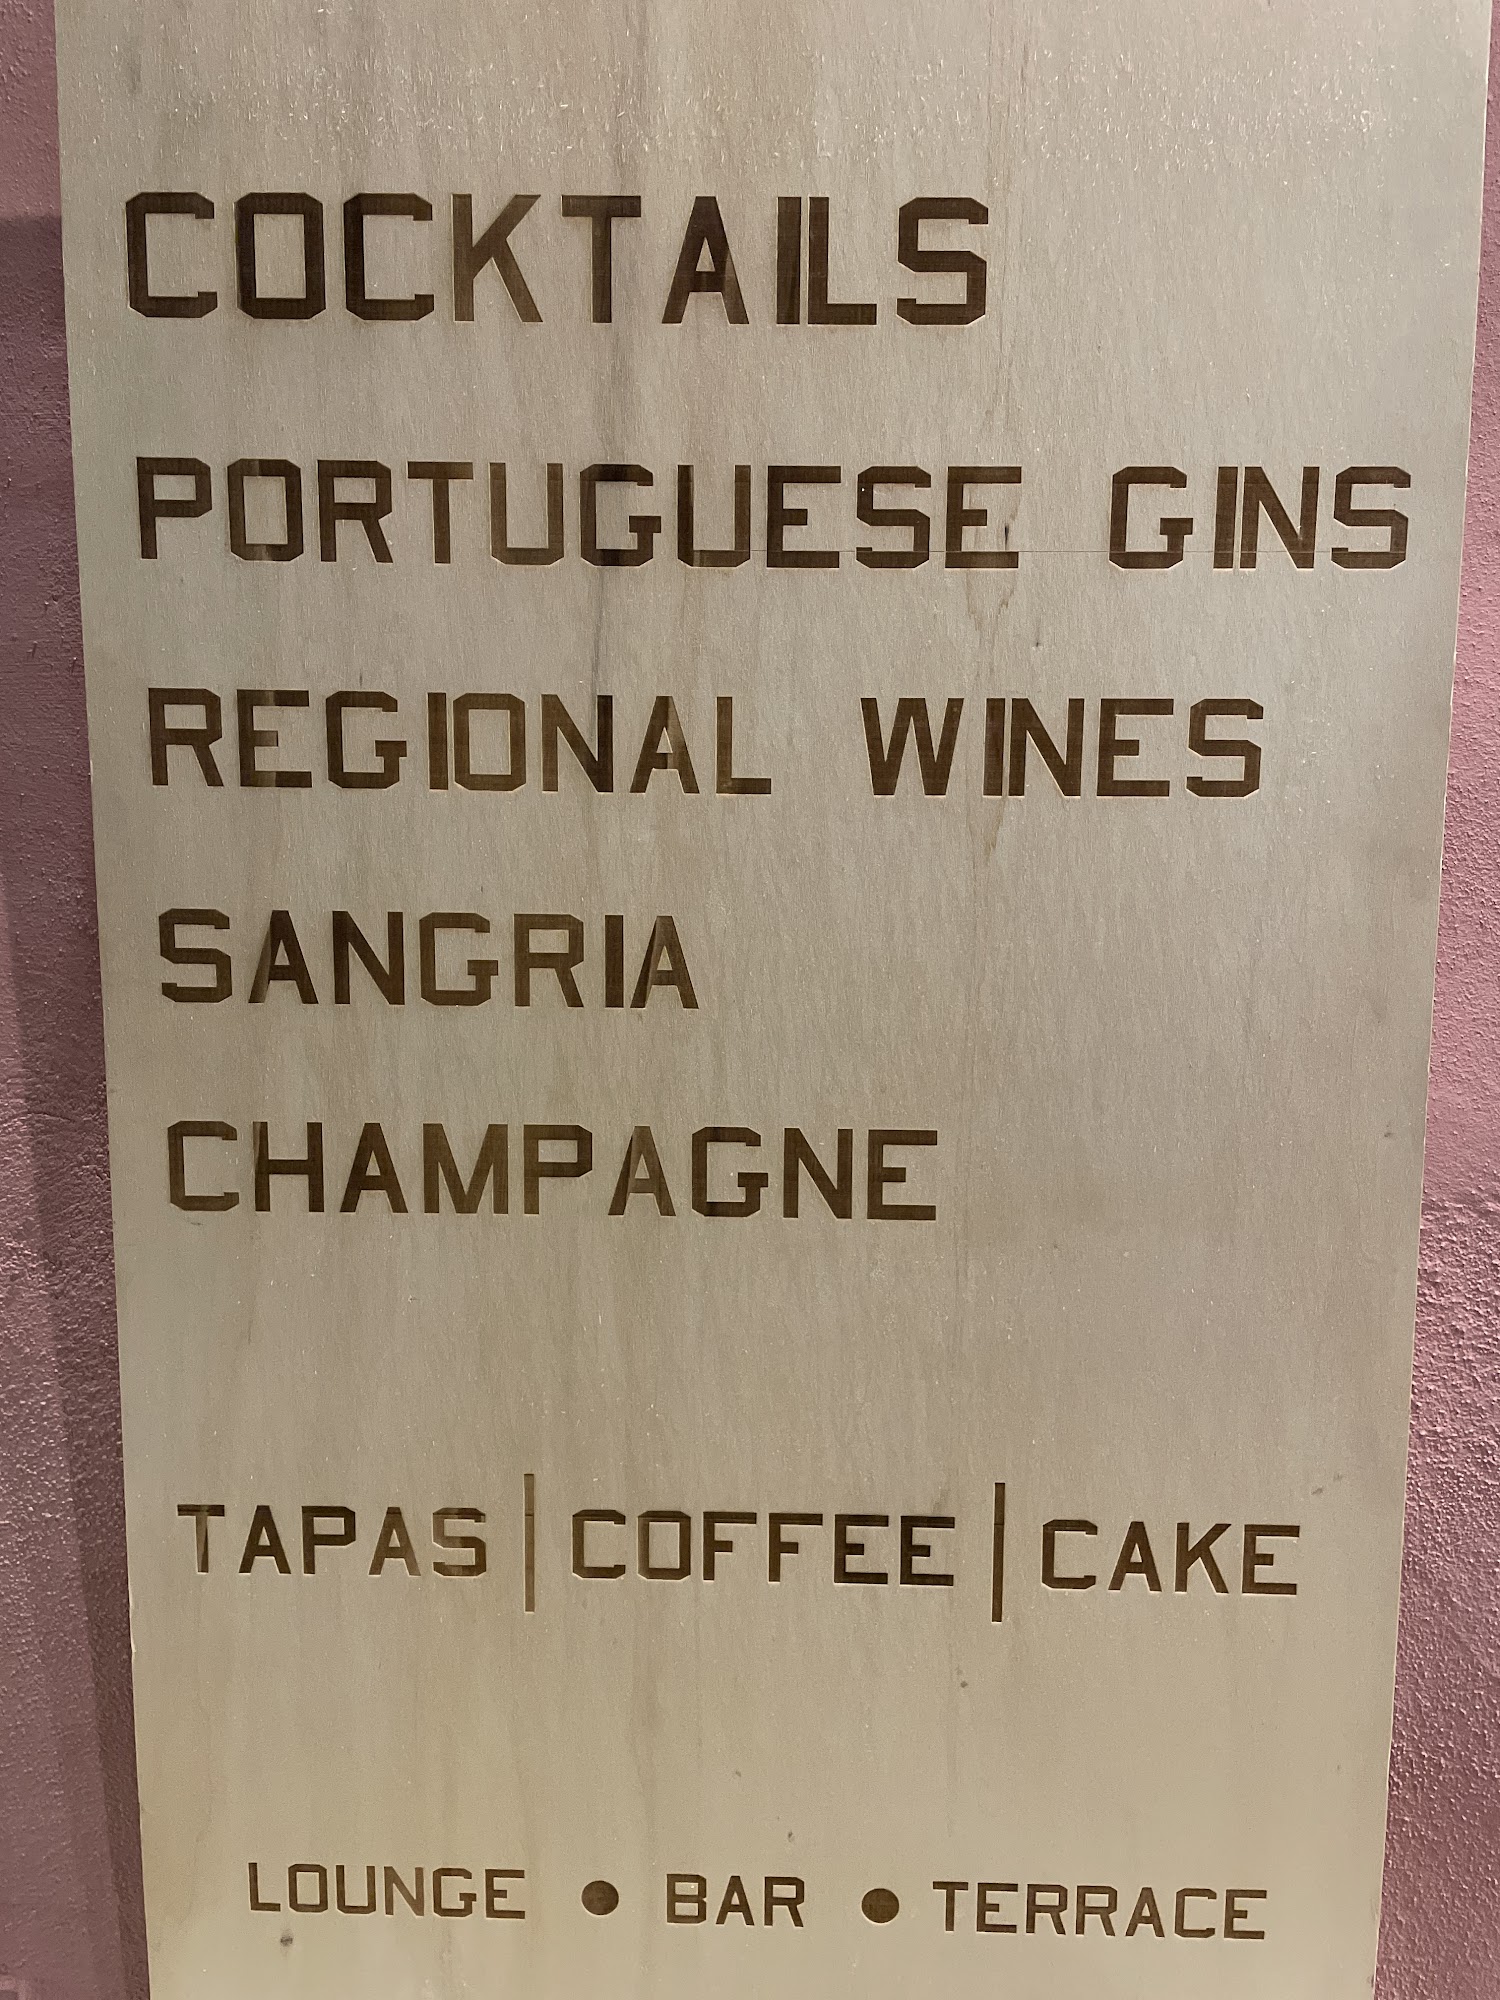 COCKTAILS
PORTUGUESE GINS
REGIONAL WINES
SANGRIA
CHAMPAGNE
TAPAS | COFFEE | CAKE
LOUNGE ● BAR ● TERRACE